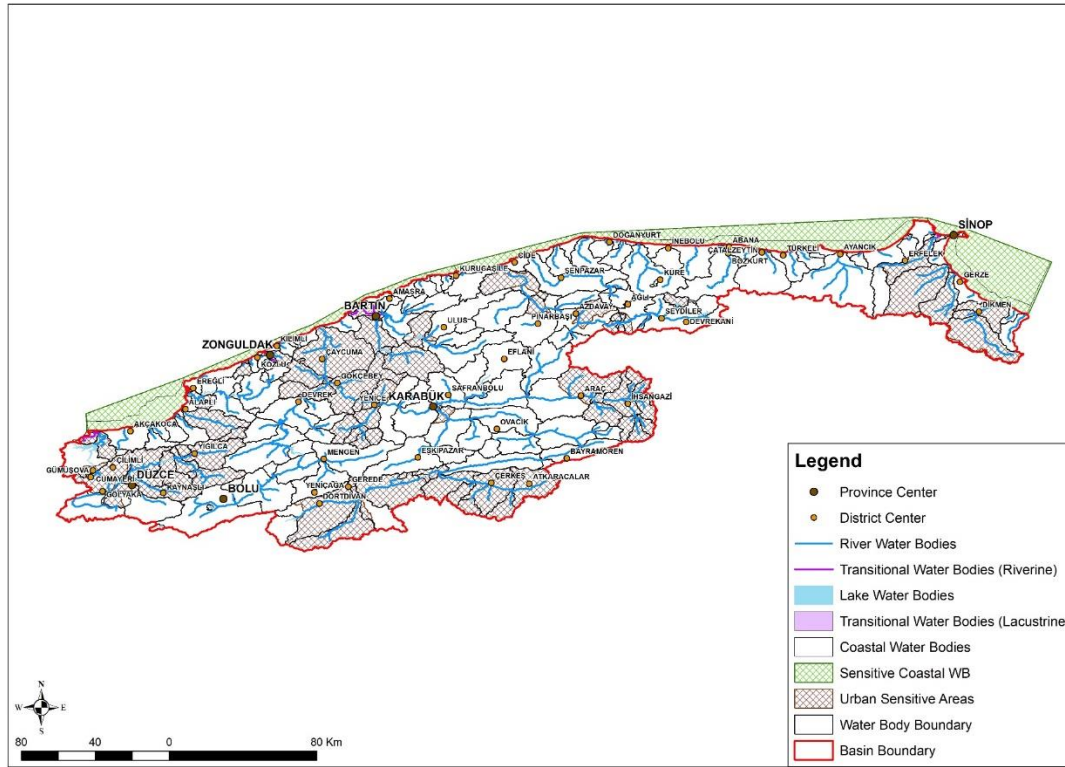 SİNOP
DOĞANYURT
İNEBOLU
ABANA
ÇATALZEYTİN
TÜRKELİ
AYANCIK
BOZKURT
ERFELEK
CİDE
GERZE
KURUCAŞİLE
ŞENPAZAR
KÜRE
AMASRA
AĞLI
DİKMEN
BARTIN
AZDAVAY
PINARBAŞI
SEYDİLER
DEVREKANİ
ULUS
KİLİMLİ
ZONGULDAK
KOZLU
ÇAYCUMA
EFLANİ
GÖKÇEBEY
EREĞLİ
SAFRANBOLU
KARABÜK
ARAÇ
DEVREK
YENİCE
İHSANGAZİ
ALAPLI
AKÇAKOCA
OVACIK
YIĞILCA
MENGEN
ESKİPAZAR
BAYRAMÖREN
ÇİLİMLİ
GÜMÜŞOVA
CUMAYERİ
DÜZCE
GÖLYAKA
KAYNAŞLI
BOLU
YENİÇAĞA
GEREDE
DÖRTDİVAN
ÇERKEŞ
ATKARACALAR
Legend
Province Center
District Center
River Water Bodies
Transitional Water Bodies (Riverine)
Lake Water Bodies
Transitional Water Bodies (Lacustrine
Coastal Water Bodies
Sensitive Coastal WB
Urban Sensitive Areas
Water Body Boundary
Basin Boundary
N
W E
S
80 40 0 80 Km